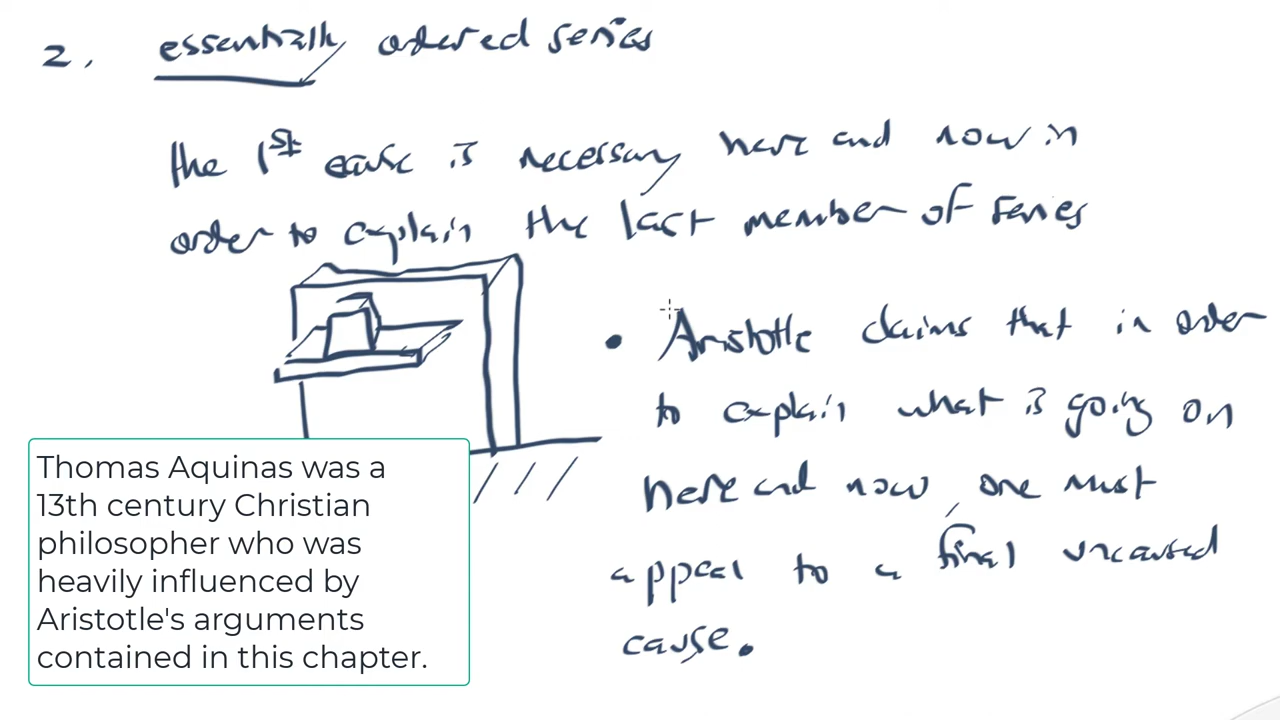 2. essentially ordered series
the 1st cause is necessary here and now in
order to explain the last member of series
• Aristotle claims that in order
to explain what is going on
here and now, one must
appeal to a final uncaused
cause.
Thomas Aquinas was a
13th century Christian
philosopher who was
heavily influenced by
Aristotle's arguments
contained in this chapter.